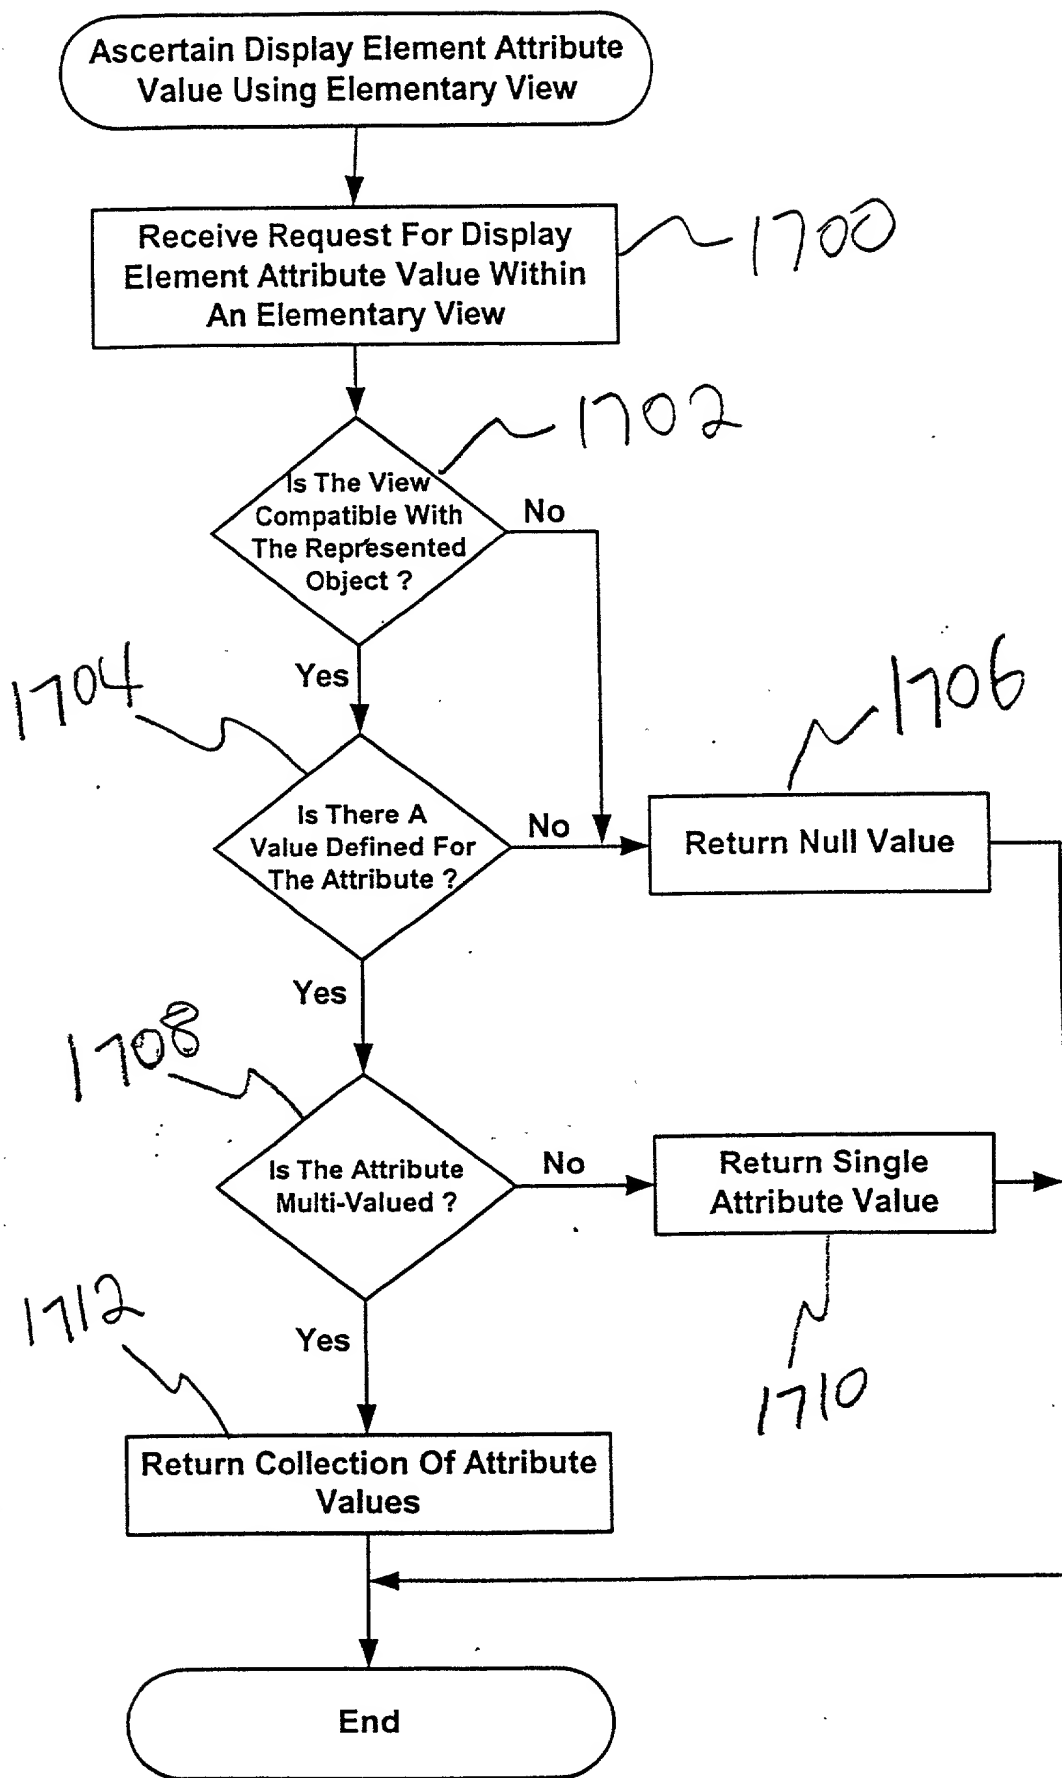 Ascertain Display Element Attribute
Value Using Elementary View
Receive Request For Display
Element Attribute Value Within
An Elementary View
1700
1702
Is The View
Compatible With
The Represented
Object ?
No
Yes
1704
1706
Is There A
Value Defined For
The Attribute ?
No
Return Null Value
Yes
1708
Is The Attribute
Multi-Valued ?
No
Return Single
Attribute Value
1712
Yes
1710
Return Collection Of Attribute
Values
End